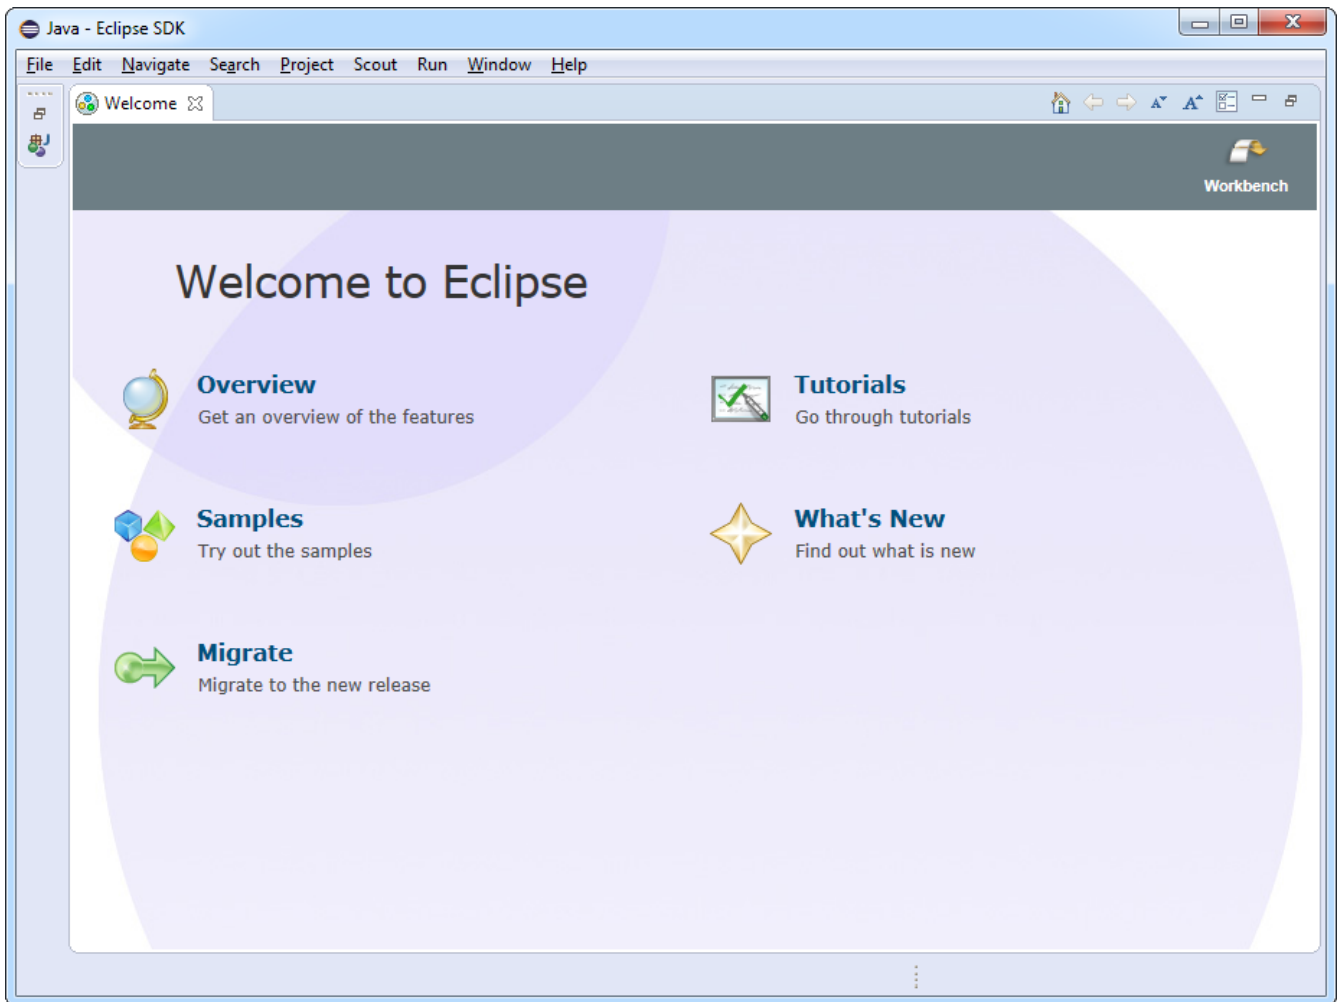 Java - Eclipse SDK
File Edit Navigate Search Project Scout Run Window Help
Welcome
Workbench
Welcome to Eclipse
Overview
Get an overview of the features
Tutorials
Go through tutorials
Samples
Try out the samples
What's New
Find out what is new
Migrate
Migrate to the new release